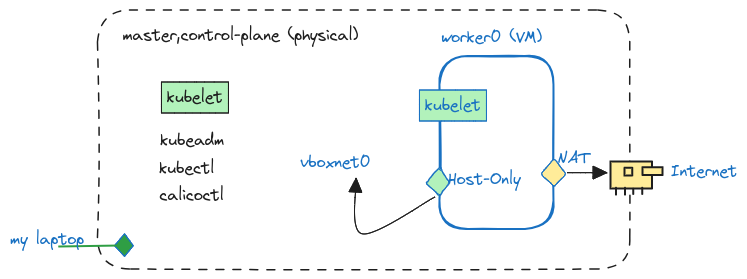 master;control-plane (physical)
worker0 (VM)
kubelet
kubelet
kubeadm
kubectl
calicoctl
vboxnet0
Host-Only
NAT
Internet
my laptop